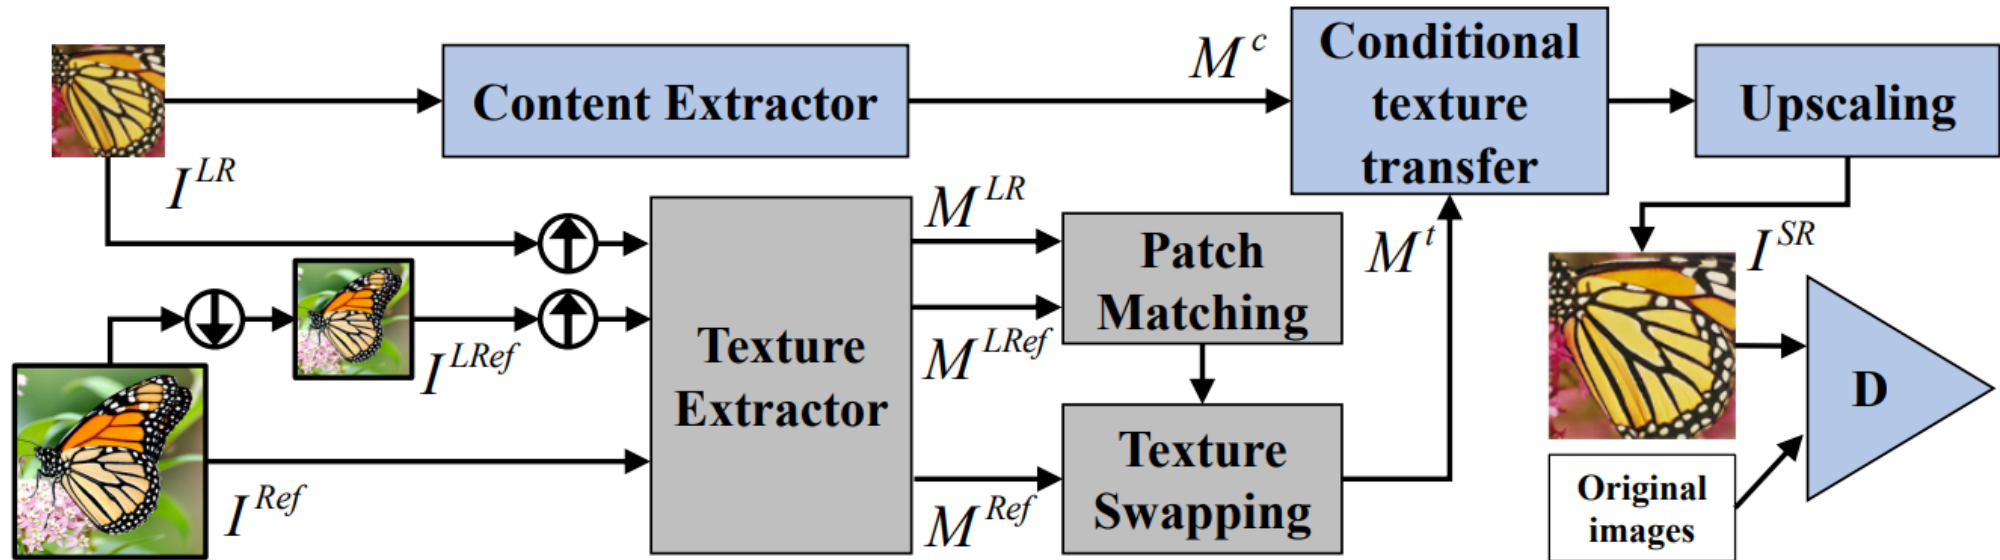 Content Extractor
M^c
Conditional
texture
transfer
Upscaling
I^{LR}
M^{LR}
Patch
Matching
M^t
I^{SR}
Texture
Extractor
I^{LRef}
M^{LRef}
D
I^{Ref}
M^{Ref}
Texture
Swapping
Original
images